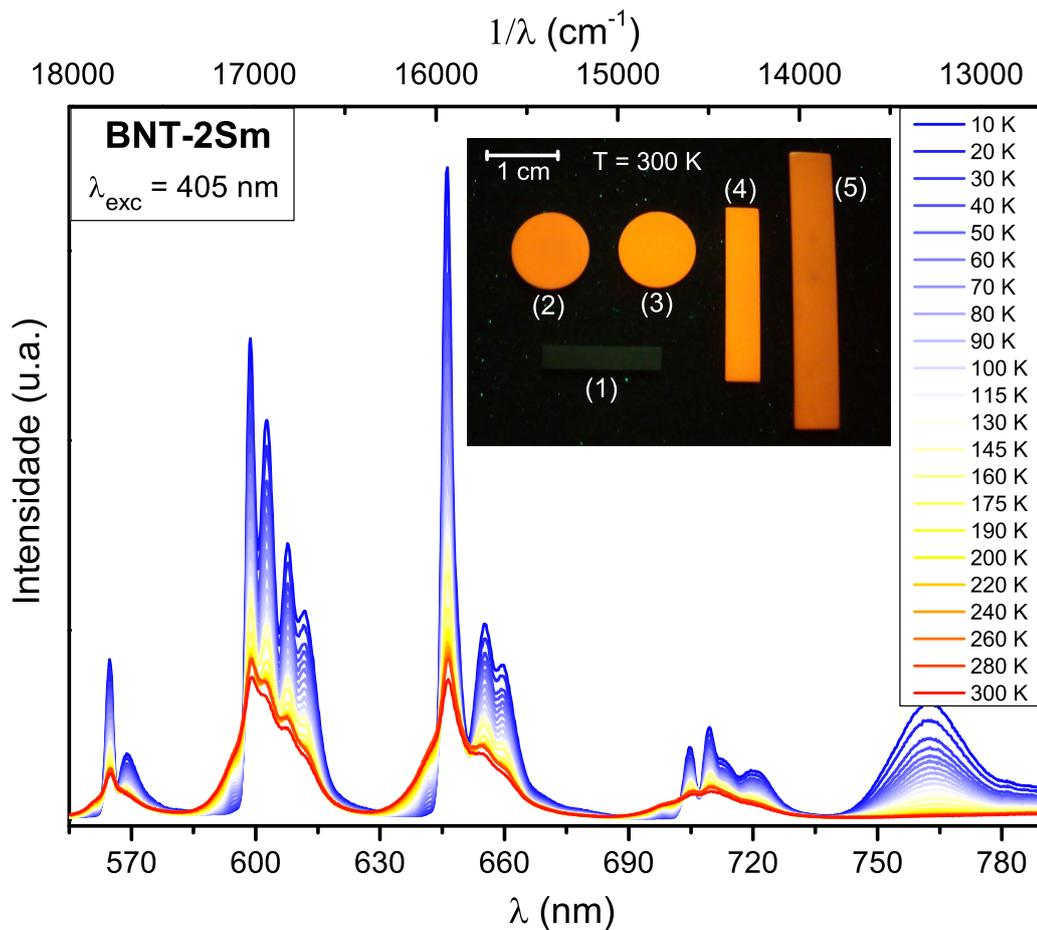 1/λ (cm⁻¹)
18000 17000 16000 15000 14000 13000
BNT-2Sm
λexc = 405 nm
1 cm
T = 300 K
(1)
(2)
(3)
(4)
(5)
10 K
20 K
30 K
40 K
50 K
60 K
70 K
80 K
90 K
100 K
115 K
130 K
145 K
160 K
175 K
190 K
200 K
220 K
240 K
260 K
280 K
300 K
Intensidade (u.a.)
570 600 630 660 690 720 750 780
λ (nm)